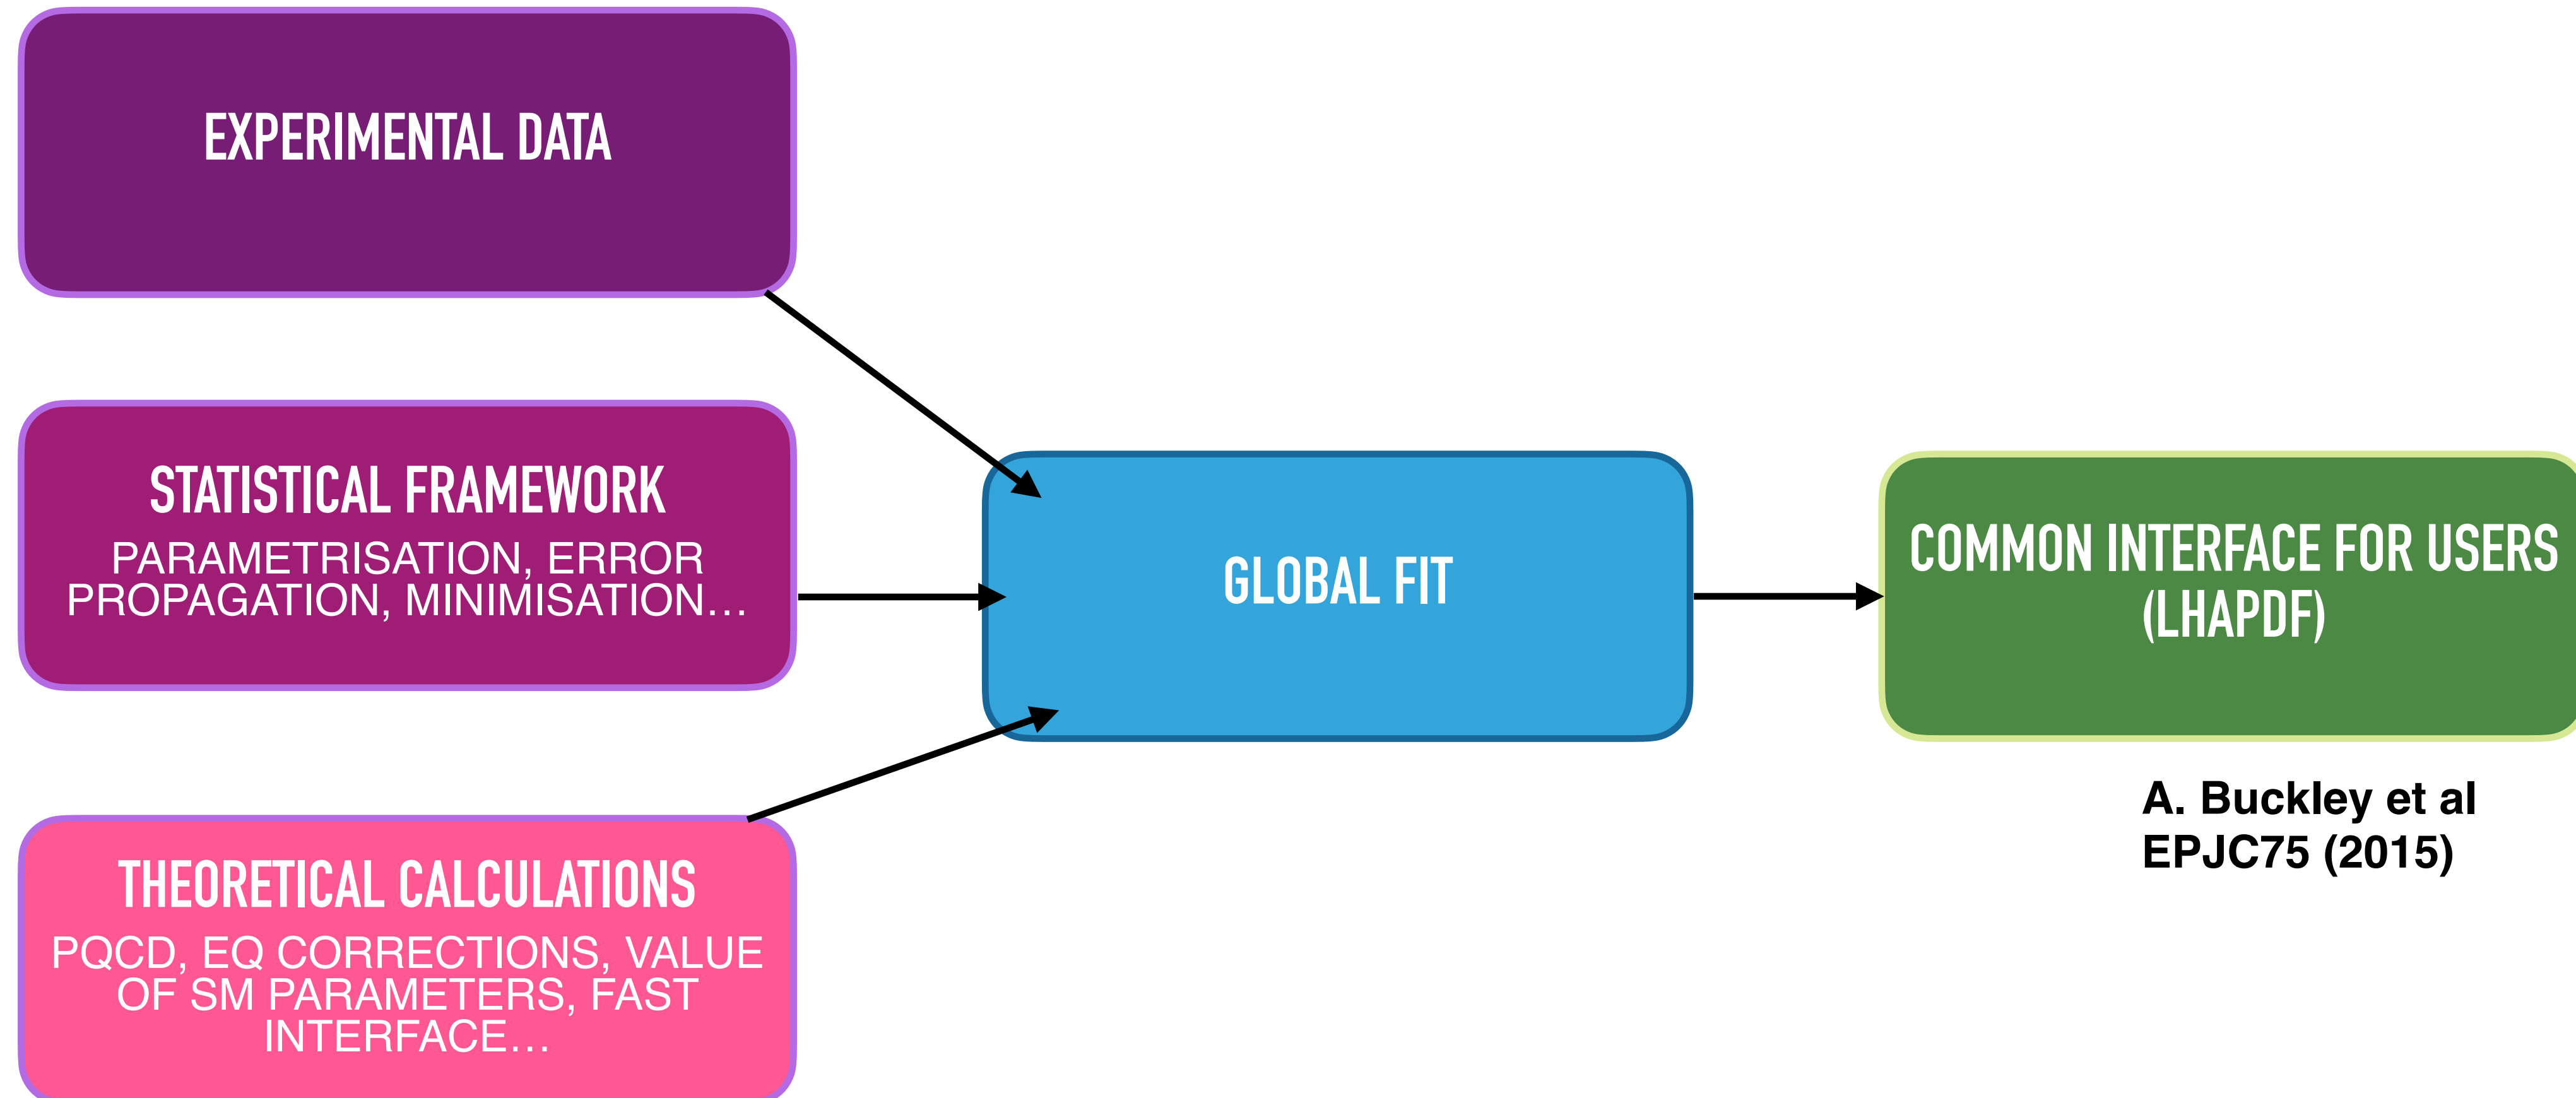 EXPERIMENTAL DATA
STATISTICAL FRAMEWORK
PARAMETRISATION, ERROR
PROPAGATION, MINIMISATION…
THEORETICAL CALCULATIONS
PQCD, EQ CORRECTIONS, VALUE
OF SM PARAMETERS, FAST
INTERFACE…
GLOBAL FIT
COMMON INTERFACE FOR USERS
(LHAPDF)
A. Buckley et al
EPJC75 (2015)